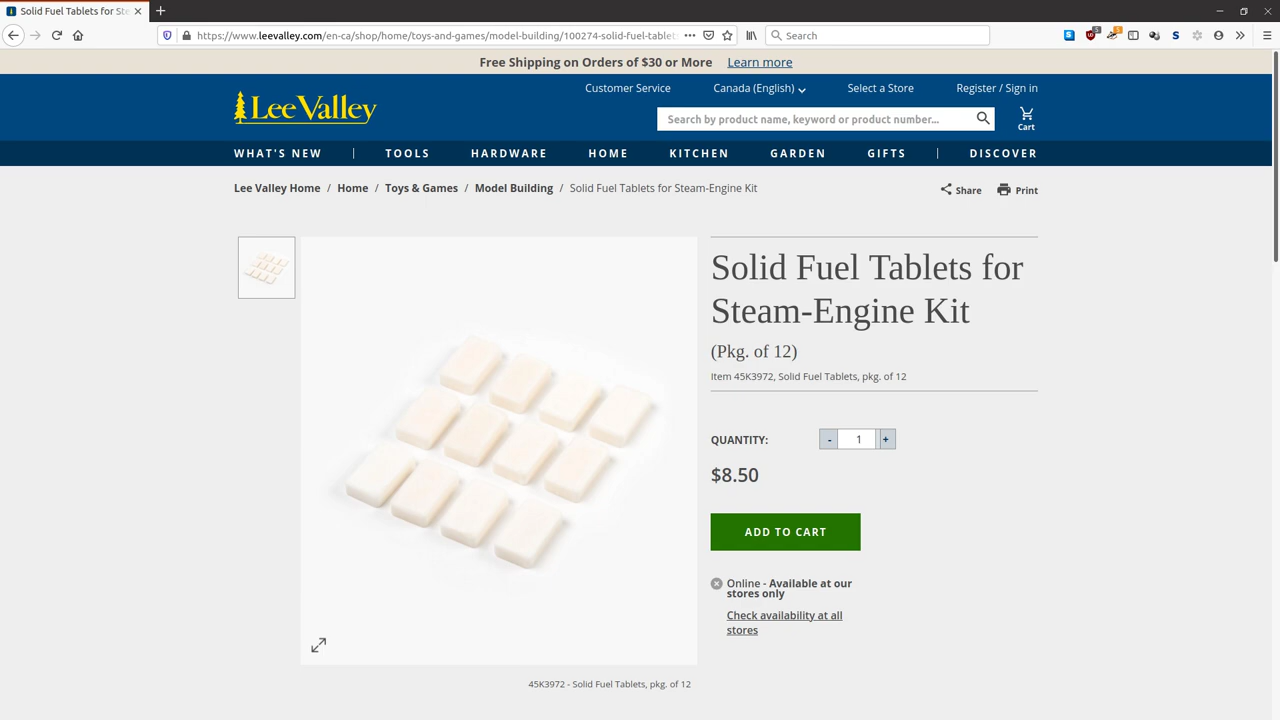 Solid Fuel Tablets for Ste
https://www.leevalley.com/en-ca/shop/home/toys-and-games/model-building/100274-solid-fuel-tablet
Search
5
Free Shipping on Orders of $30 or More Learn more
Customer Service Canada (English) Select a Store Register / Sign in
Lee Valley
Search by product name, keyword or product number...
Cart
WHAT'S NEW | TOOLS HARDWARE HOME KITCHEN GARDEN GIFTS | DISCOVER
Lee Valley Home / Home / Toys & Games / Model Building / Solid Fuel Tablets for Steam-Engine Kit
Share Print
Solid Fuel Tablets for
Steam-Engine Kit
(Pkg. of 12)
Item 45K3972, Solid Fuel Tablets, pkg. of 12
QUANTITY: - 1 +
$8.50
ADD TO CART
Online - Available at our
stores only
Check availability at all
stores
45K3972 - Solid Fuel Tablets, pkg. of 12